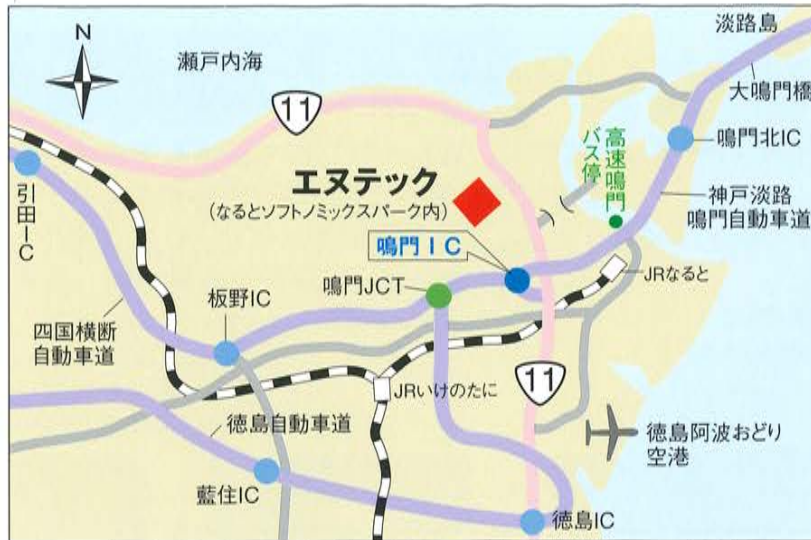 N
瀬戸内海
淡路島
大鳴門橋
11
鳴門北IC
高速鳴門
バス停
エヌテック
(なるとソフトノミックスパーク内)
神戸淡路
鳴門自動車道
引田IC
鳴門IC
JRなると
鳴門JCT
板野IC
四国横断
自動車道
JRいけのたに
11
徳島自動車道
徳島阿波おどり
空港
藍住IC
徳島IC